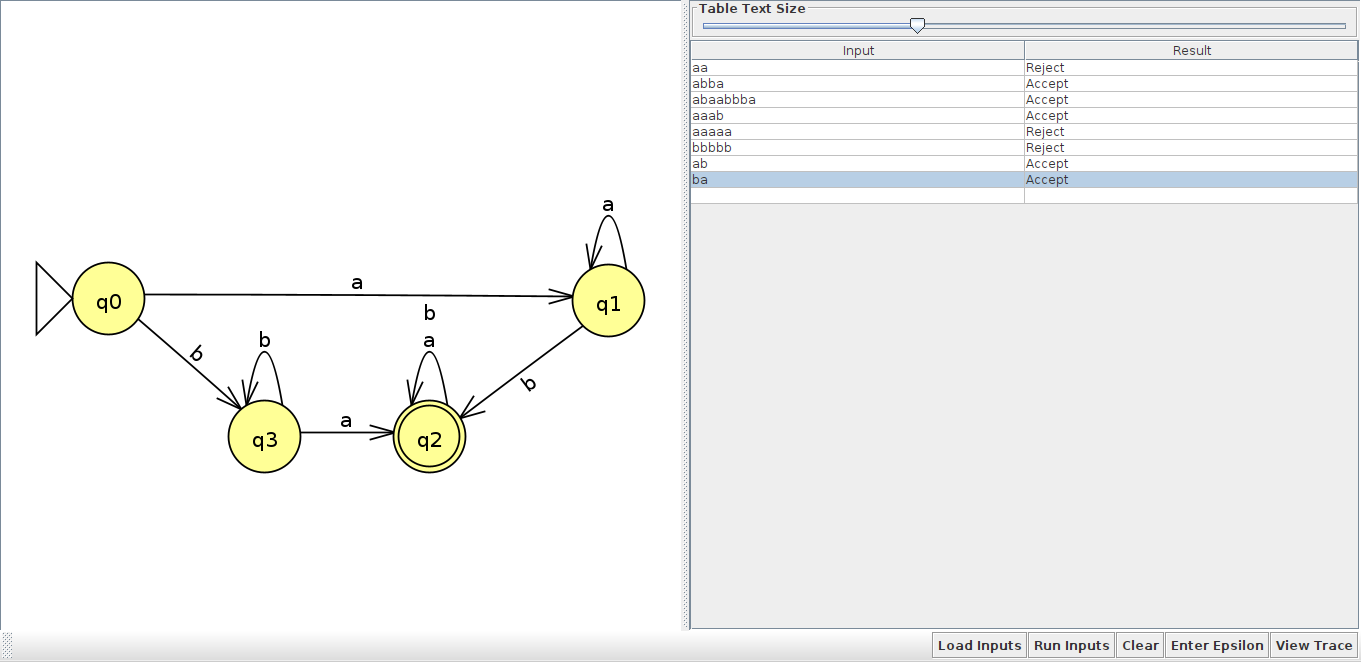 Table Text Size
Input Result
aa Reject
abba Accept
abaabbba Accept
aaab Accept
aaaaa Reject
bbbbb Reject
ab Accept
ba Accept
a
q0
a
q1
b
b
b
a
b
q3
a
q2
Load Inputs Run Inputs Clear Enter Epsilon View Trace